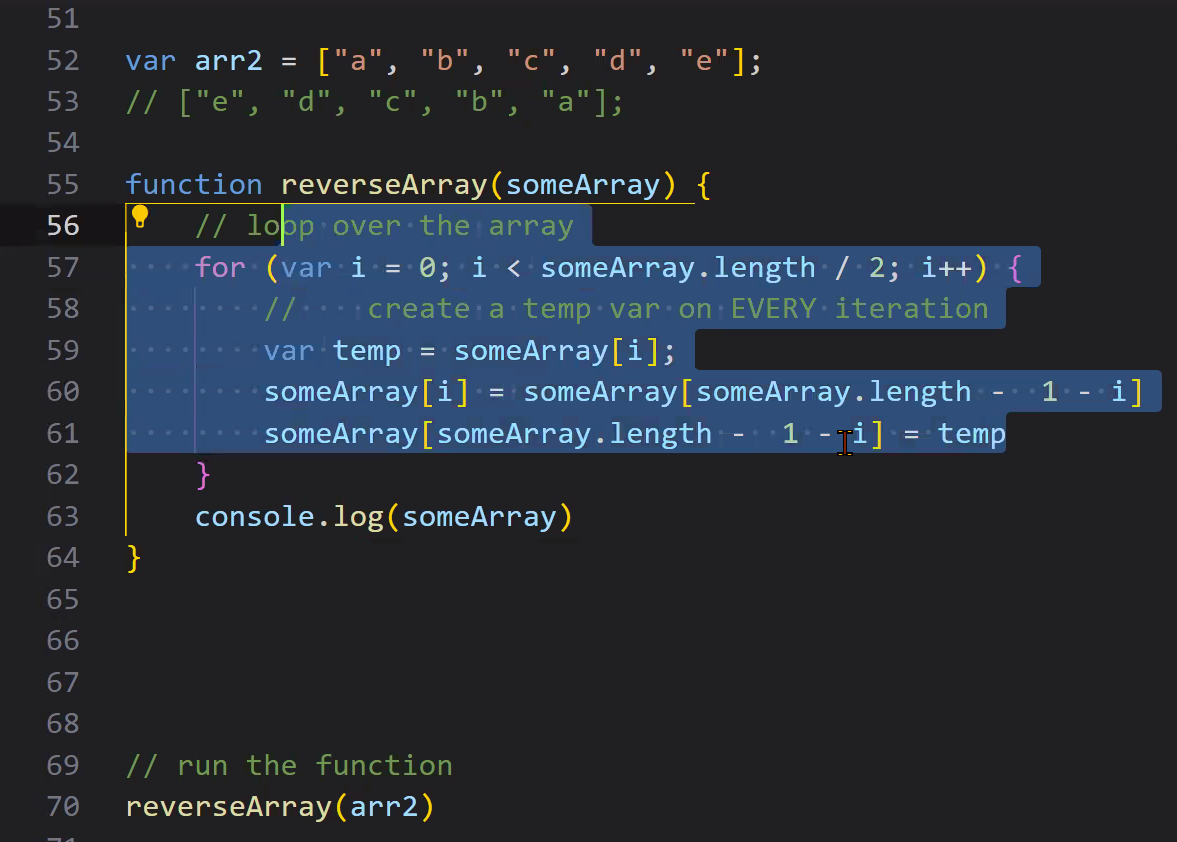 51
52 var arr2 = ["a", "b", "c", "d", "e"];
53 // ["e", "d", "c", "b", "a"];
54
55 function reverseArray(someArray) {
56 // loop over the array
57 for (var i = 0; i < someArray.length / 2; i++) {
58 // create a temp var on EVERY iteration
59 var temp = someArray[i];
60 someArray[i] = someArray[someArray.length - 1 - i]
61 someArray[someArray.length - 1 - i] = temp
62 }
63 console.log(someArray)
64 }
65
66
67
68
69 // run the function
70 reverseArray(arr2)